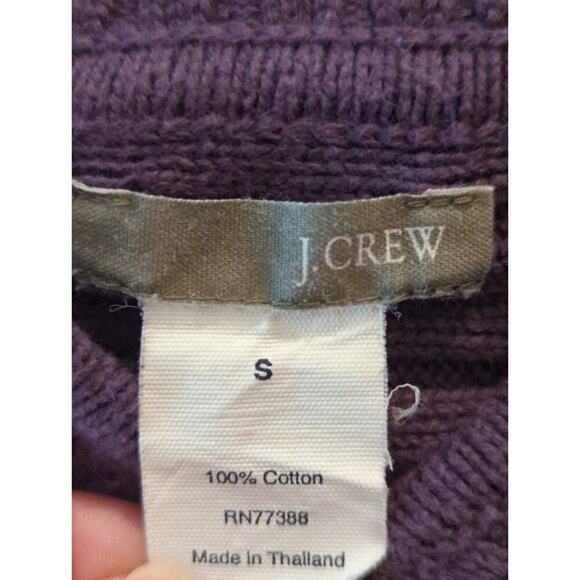 J.CREW
S
100% Cotton
RN77388
Made in Thailand